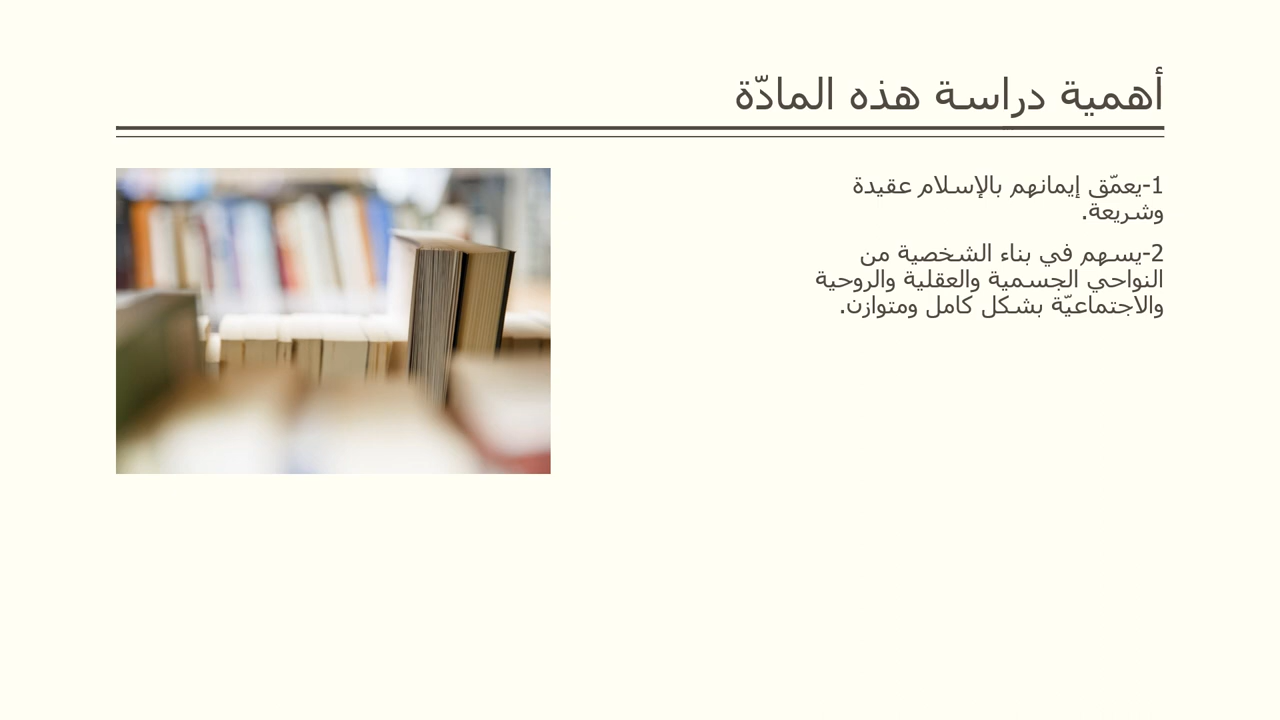 أهمية دراسة هذه المادّة
1-يعمّق إيمانهم بالإسلام عقيدة
وشريعة.
2-يسهم في بناء الشخصية من
النواحي الجسمية والعقلية والروحية
والاجتماعيّة بشكل كامل ومتوازن.